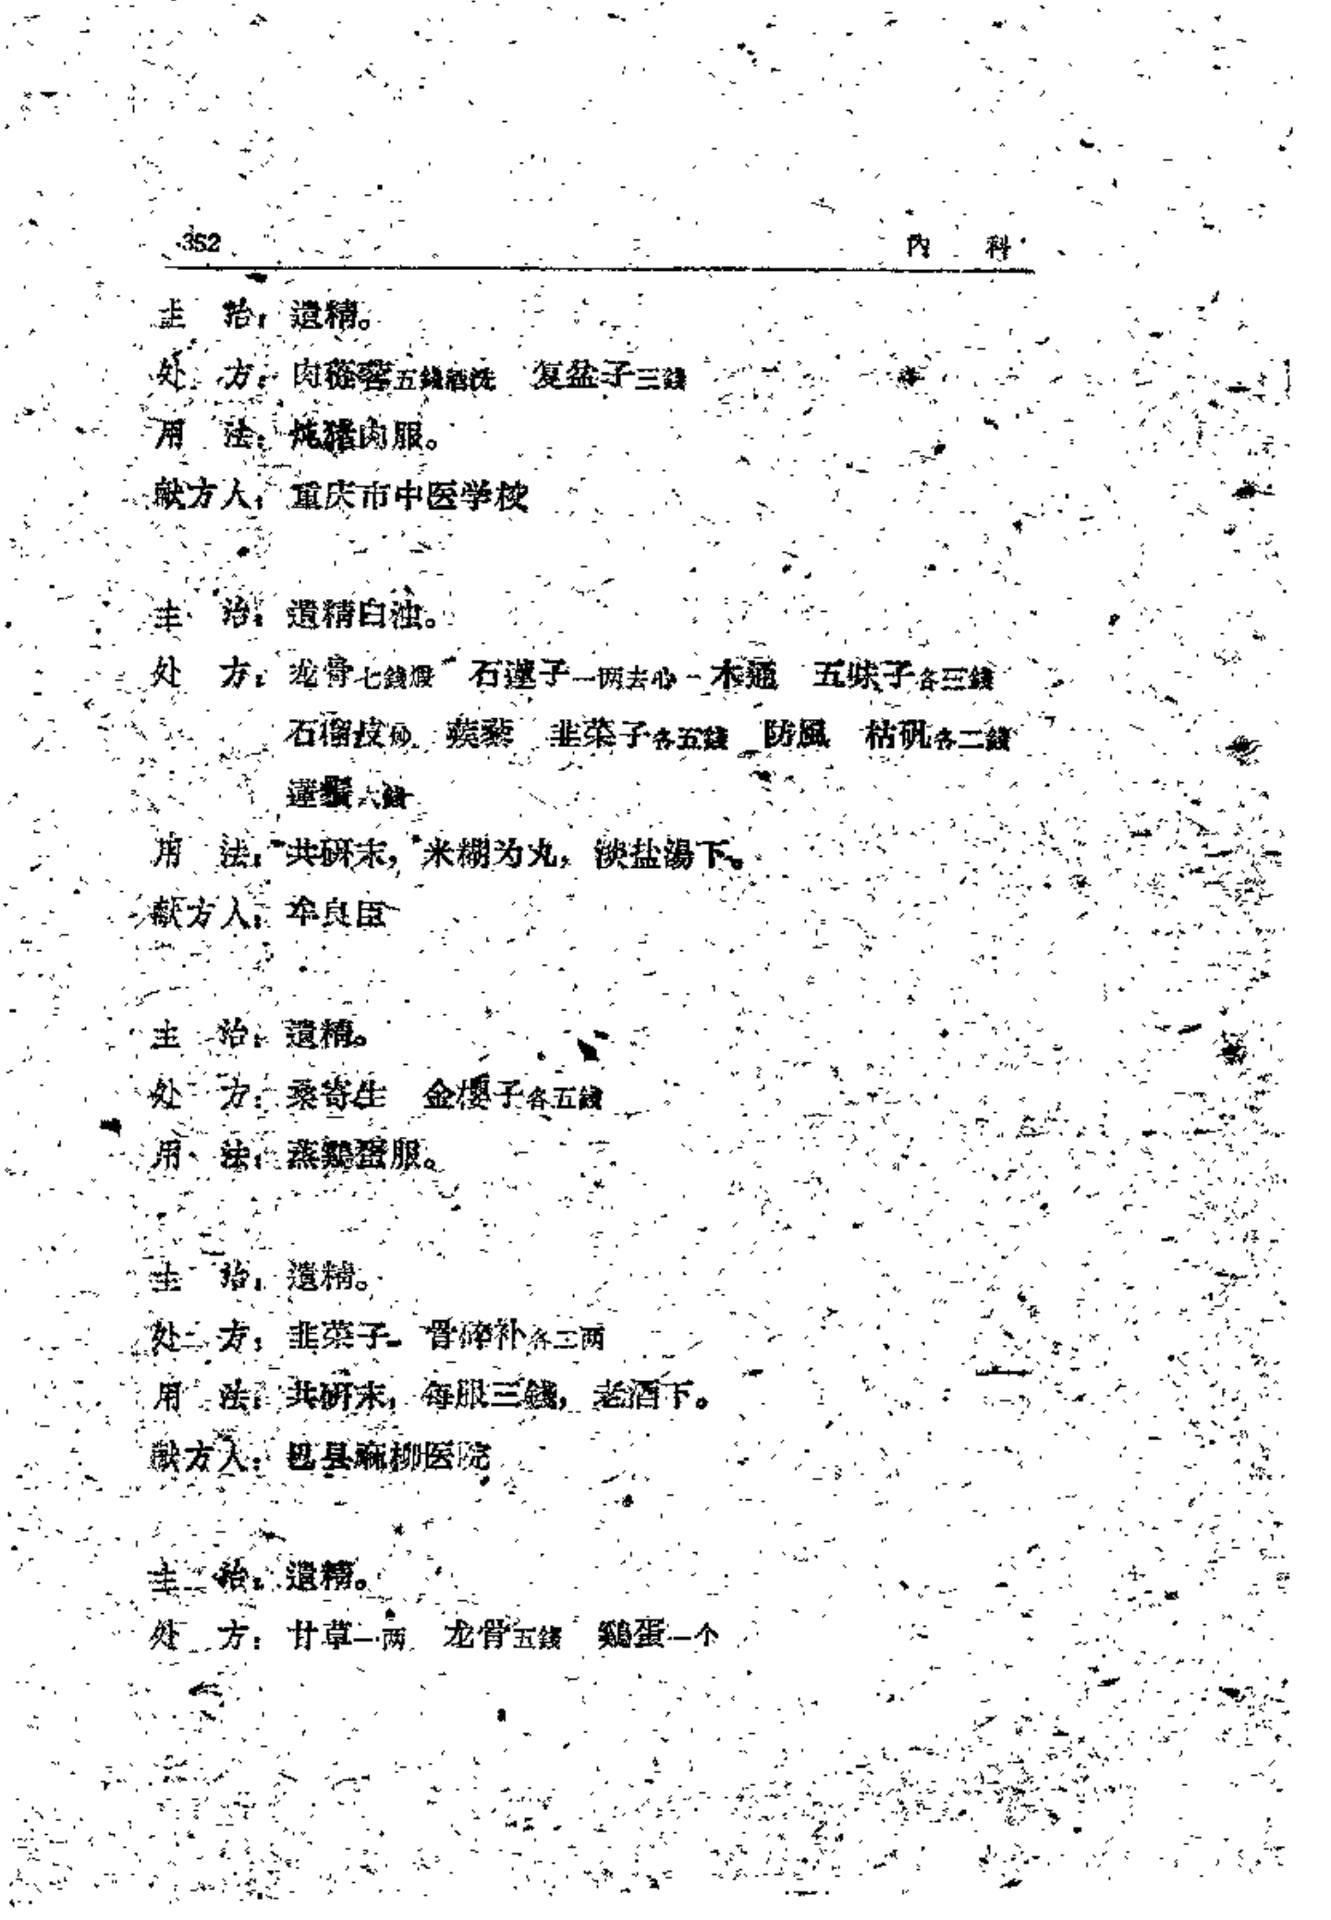 352 內 科
主 治：遺精。
处 方：肉蓯蓉五錢酒洗 复盆子三錢
用 法：炖猪肉服。
献方人：重庆市中医学校
主 治：遺精白浊。
处 方：龙骨七錢煅 石蓮子一两去心 木通 五味子各三錢
石榴皮炒 蒺藜 韭菜子各五錢 防風 枯矾各二錢
蓮鬚六錢
用 法：共研末，米糊为丸，淡盐湯下。
献方人：牟良臣
主 治：遺精。
处 方：桑寄生 金櫻子各五錢
用 法：蒸鷄蛋服。
主 治：遺精。
处 方：韭菜子 骨碎补各三两
用 法：共研末，每服三錢，老酒下。
献方人：巴县麻柳医院
主 治：遺精。
处 方：甘草一两 龙骨五錢 鷄蛋一个